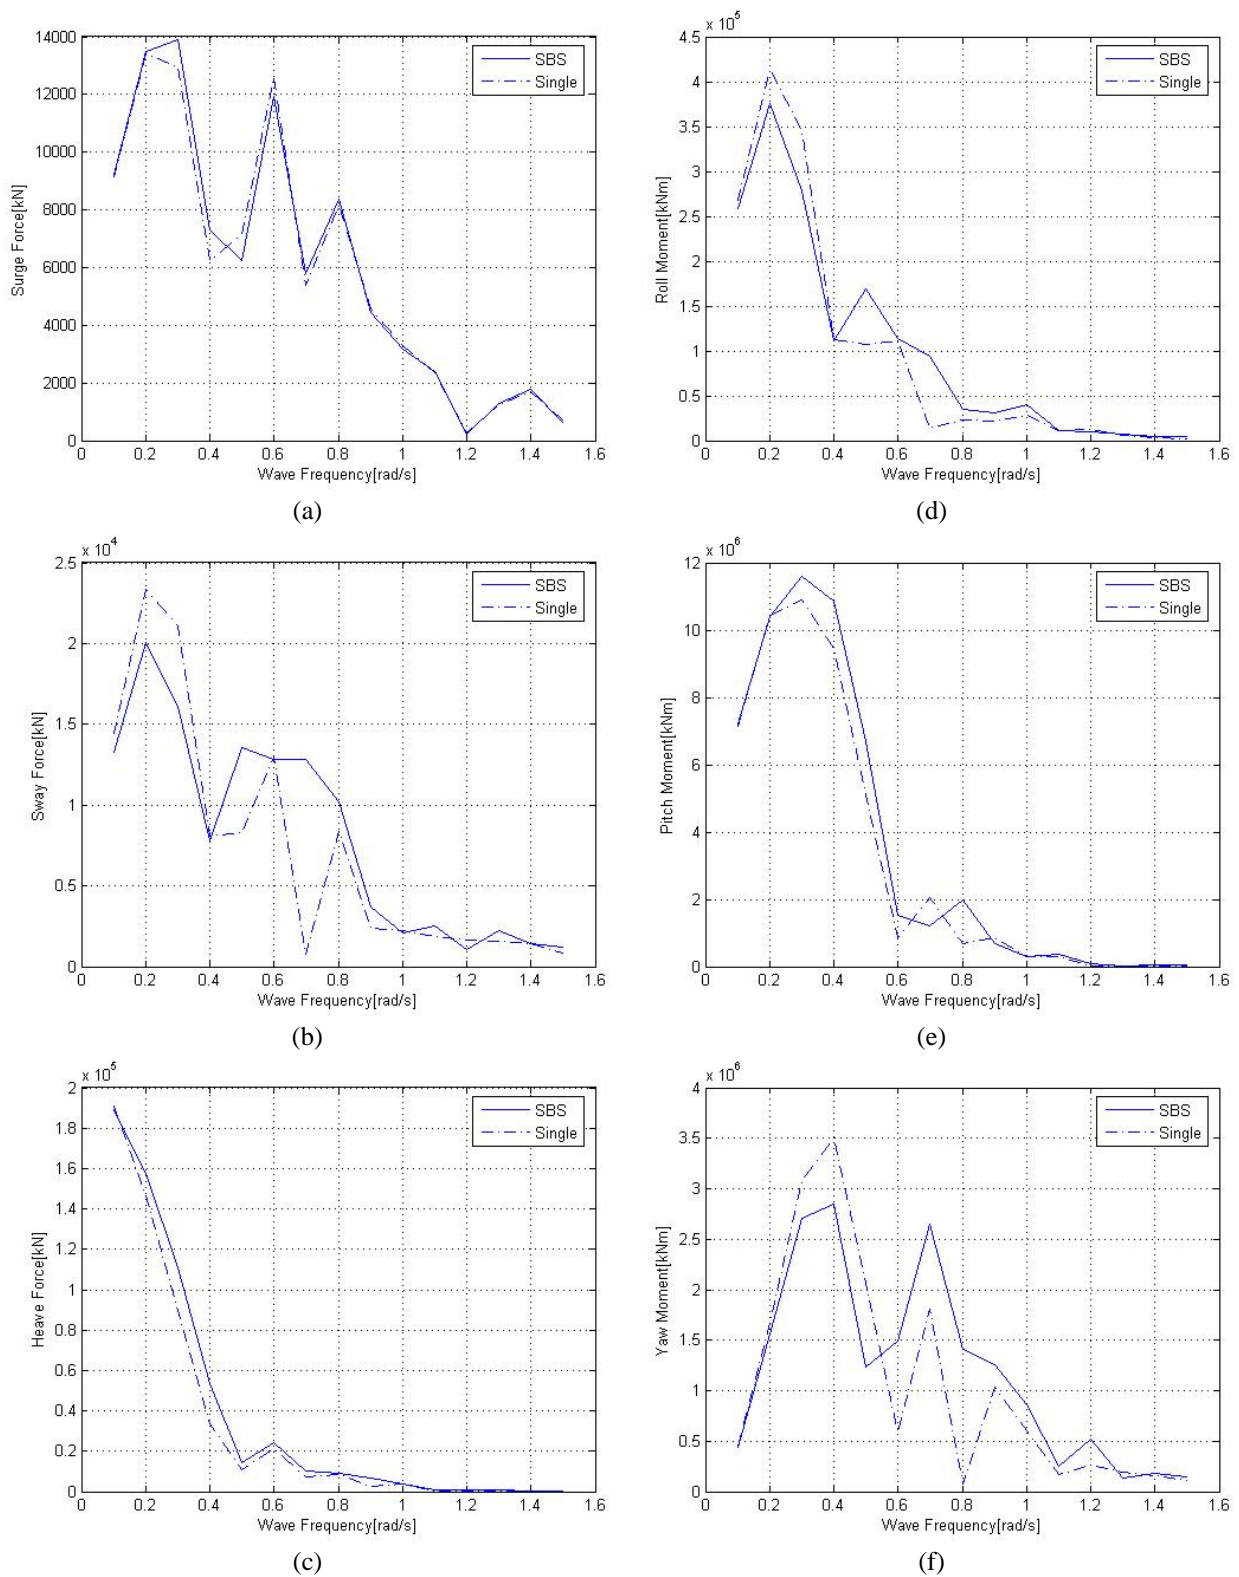 14000
12000
10000
8000
6000
4000
2000
0
Surge Force[kN]
SBS
Single
0 0.2 0.4 0.6 0.8 1 1.2 1.4 1.6
Wave Frequency[rad/s]
(a)
x 10^5
4.5
4
3.5
3
2.5
2
1.5
1
0.5
0
Roll Moment[kNm]
SBS
Single
0 0.2 0.4 0.6 0.8 1 1.2 1.4 1.6
Wave Frequency[rad/s]
(d)
x 10^4
2.5
2
1.5
1
0.5
0
Sway Force[kN]
SBS
Single
0 0.2 0.4 0.6 0.8 1 1.2 1.4 1.6
Wave Frequency[rad/s]
(b)
x 10^6
12
10
8
6
4
2
0
Pitch Moment[kNm]
SBS
Single
0 0.2 0.4 0.6 0.8 1 1.2 1.4 1.6
Wave Frequency[rad/s]
(e)
x 10^5
2
1.8
1.6
1.4
1.2
1
0.8
0.6
0.4
0.2
0
Heave Force[kN]
SBS
Single
0 0.2 0.4 0.6 0.8 1 1.2 1.4 1.6
Wave Frequency[rad/s]
(c)
x 10^6
4
3.5
3
2.5
2
1.5
1
0.5
0
Yaw Moment[kNm]
SBS
Single
0 0.2 0.4 0.6 0.8 1 1.2 1.4 1.6
Wave Frequency[rad/s]
(f)